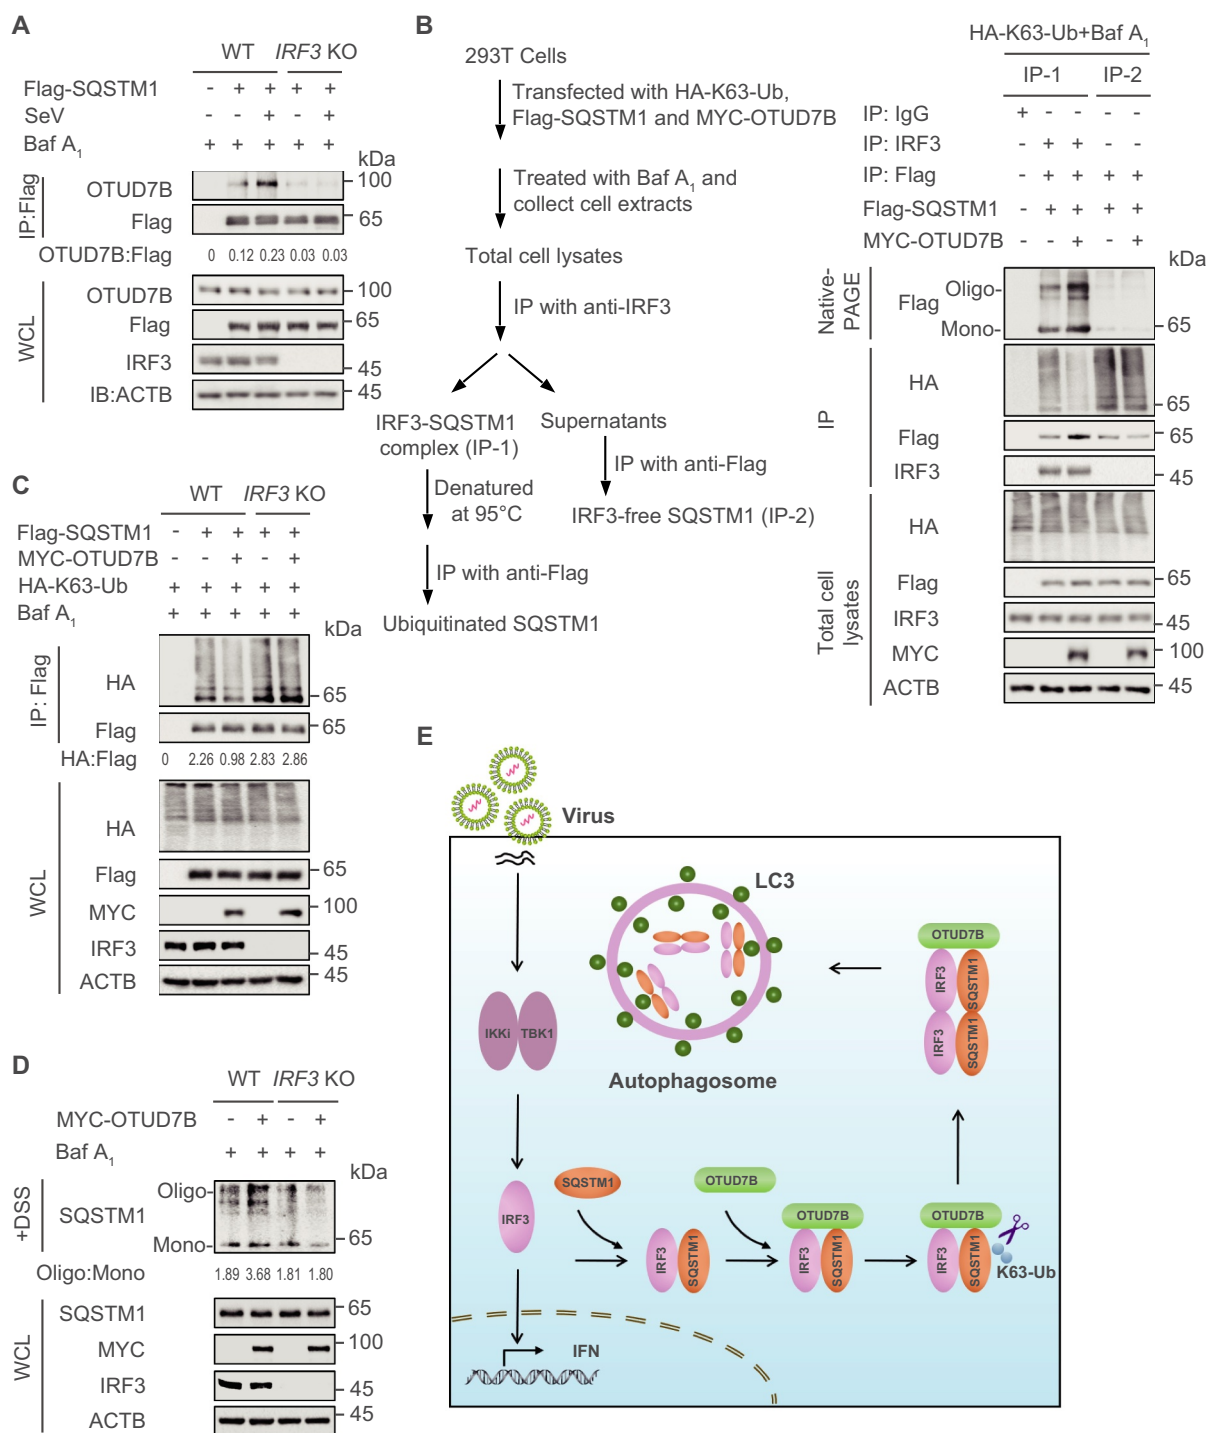 A
WT IRF3 KO
Flag-SQSTM1 - + + + +
SeV - - + - +
Baf A1 + + + + +
kDa
IP:Flag
OTUD7B 100
Flag 65
OTUD7B:Flag 0 0.12 0.23 0.03 0.03
WCL
OTUD7B 100
Flag 65
IRF3 45
IB:ACTB 45
B
293T Cells
Transfected with HA-K63-Ub,
Flag-SQSTM1 and MYC-OTUD7B
Treated with Baf A1 and
collect cell extracts
Total cell lysates
IP with anti-IRF3
IRF3-SQSTM1
complex (IP-1)
Supernatants
IP with anti-Flag
Denatured
at 95°C
IRF3-free SQSTM1 (IP-2)
IP with anti-Flag
Ubiquitinated SQSTM1
HA-K63-Ub+Baf A1
IP-1 IP-2
IP: IgG + - - - -
IP: IRF3 - + + - -
IP: Flag - + + + +
Flag-SQSTM1 - + + + +
MYC-OTUD7B - - + - +
kDa
Native-
PAGE
Flag
Oligo-
Mono- 65
IP
HA 65
Flag 65
IRF3 45
Total cell
lysates
HA
Flag 65
IRF3 45
MYC 100
ACTB 45
C
WT IRF3 KO
Flag-SQSTM1 - + + + +
MYC-OTUD7B - - + - +
HA-K63-Ub + + + + +
Baf A1 + + + + +
kDa
IP: Flag
HA 65
Flag 65
HA:Flag 0 2.26 0.98 2.83 2.86
WCL
HA
Flag 65
MYC 100
IRF3 45
ACTB 45
D
WT IRF3 KO
MYC-OTUD7B - + - +
Baf A1 + + + +
kDa
+DSS
SQSTM1
Oligo-
Mono- 65
Oligo:Mono 1.89 3.68 1.81 1.80
WCL
SQSTM1 65
MYC 100
IRF3 45
ACTB 45
E
Virus
LC3
Autophagosome
IKKi TBK1
IRF3
SQSTM1
IRF3 SQSTM1
OTUD7B
OTUD7B
IRF3 SQSTM1
OTUD7B
IRF3 SQSTM1
K63-Ub
OTUD7B
IRF3 SQSTM1
IRF3 SQSTM1
IFN